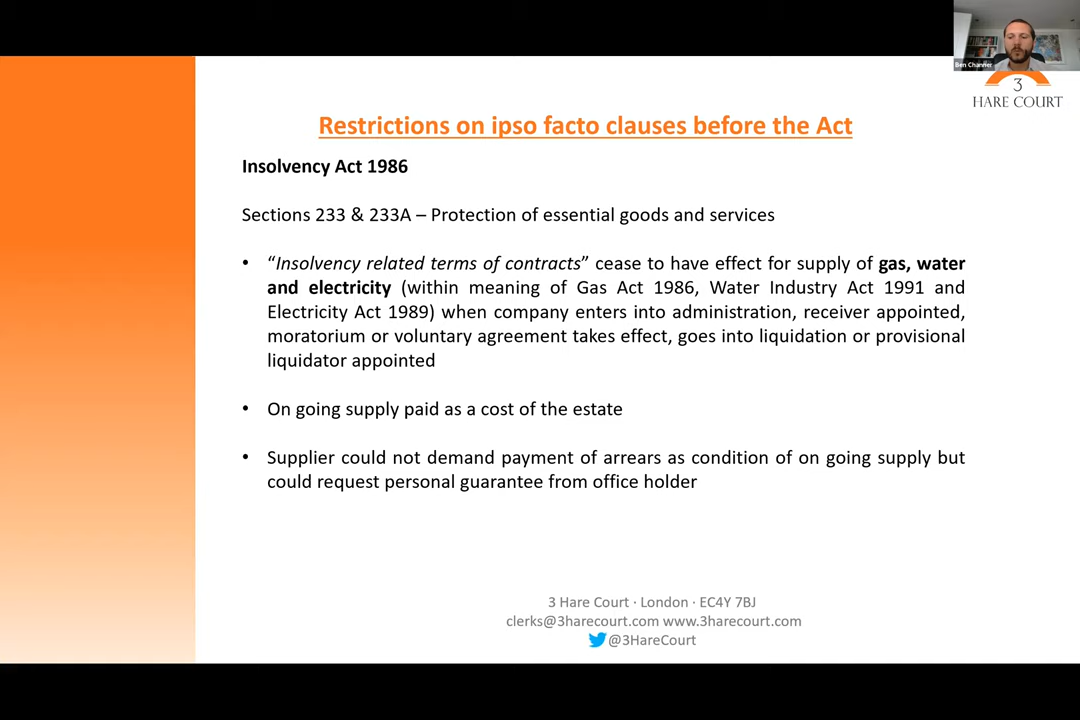 Ben Channer
3
HARE COURT
Restrictions on ipso facto clauses before the Act
Insolvency Act 1986
Sections 233 & 233A – Protection of essential goods and services
• “Insolvency related terms of contracts” cease to have effect for supply of gas, water
and electricity (within meaning of Gas Act 1986, Water Industry Act 1991 and
Electricity Act 1989) when company enters into administration, receiver appointed,
moratorium or voluntary agreement takes effect, goes into liquidation or provisional
liquidator appointed
• On going supply paid as a cost of the estate
• Supplier could not demand payment of arrears as condition of on going supply but
could request personal guarantee from office holder
3 Hare Court · London · EC4Y 7BJ
clerks@3harecourt.com www.3harecourt.com
@3HareCourt